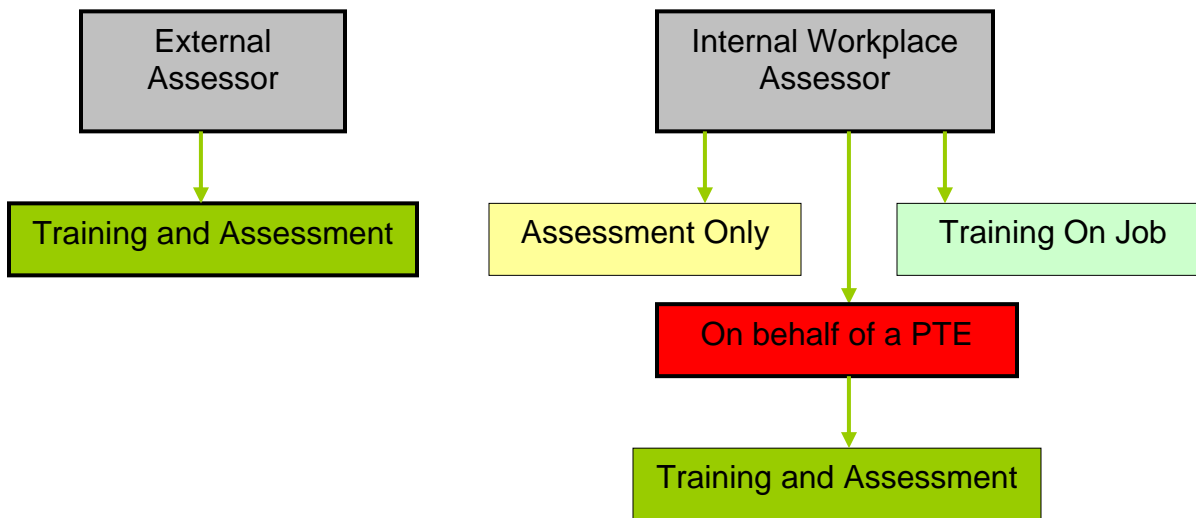 External
Assessor
Internal Workplace
Assessor
Training and Assessment
Assessment Only
Training On Job
On behalf of a PTE
Training and Assessment